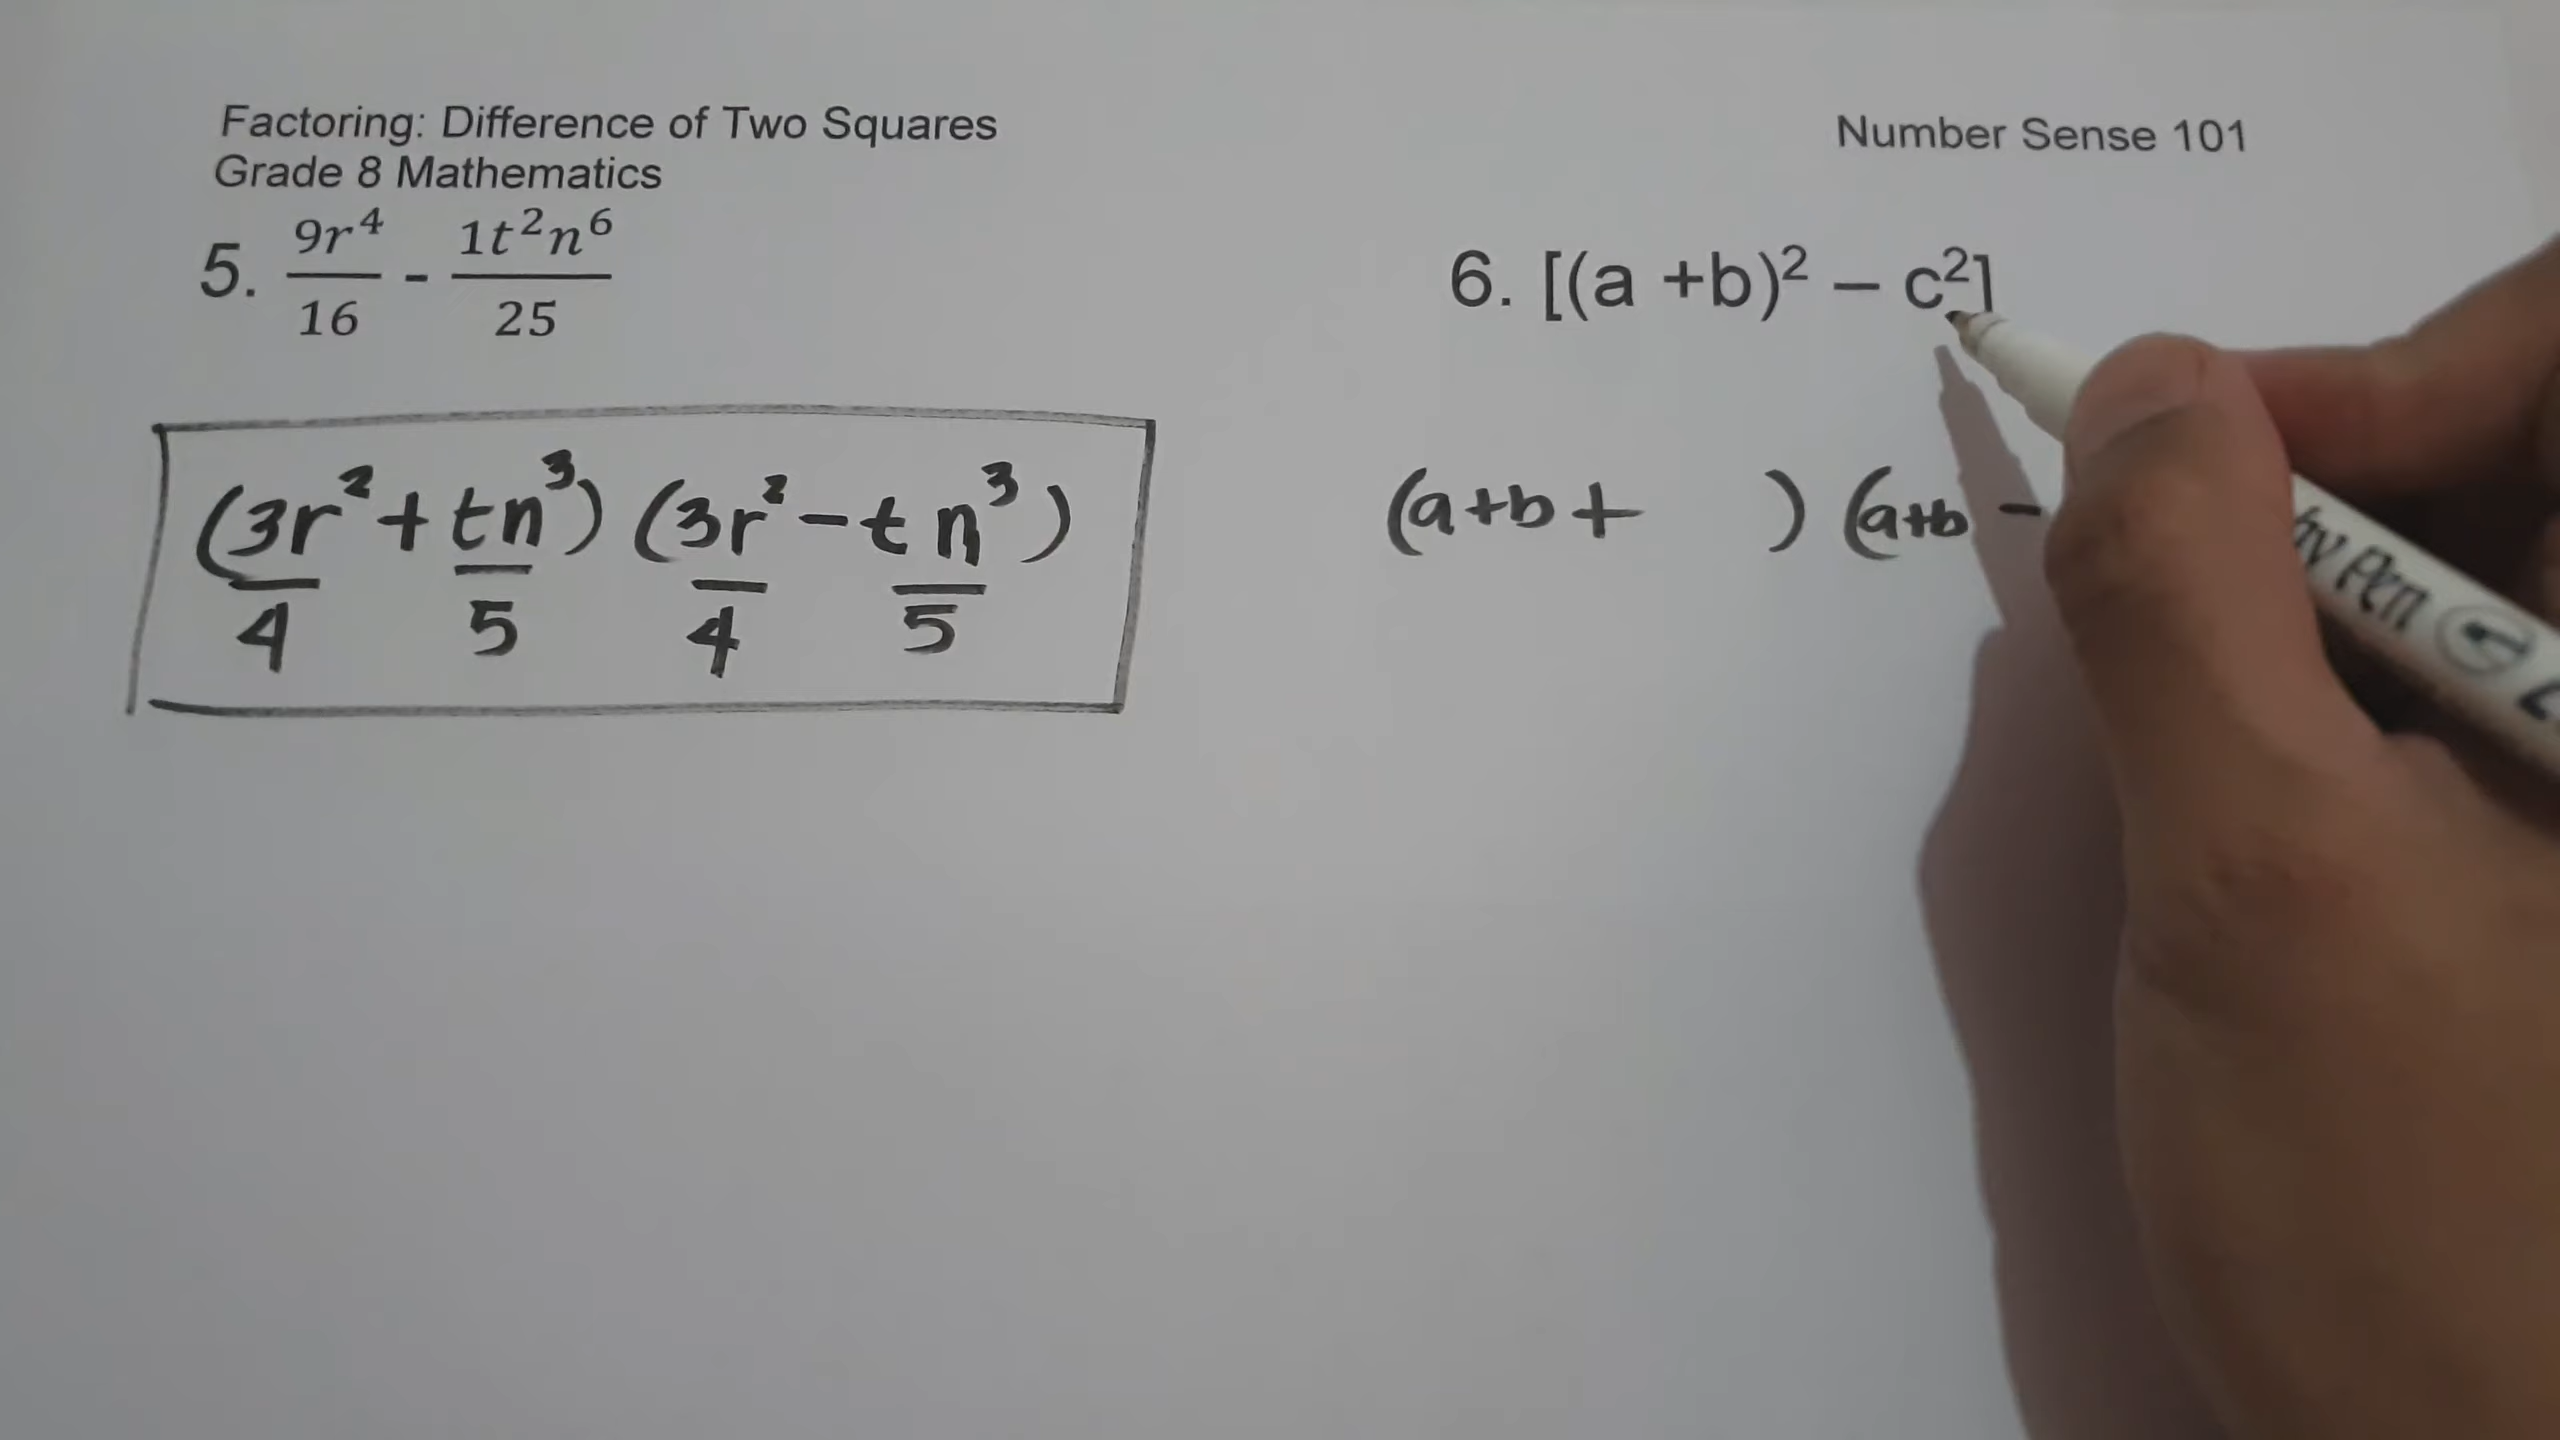 Factoring: Difference of Two Squares
Grade 8 Mathematics
Number Sense 101
5. 9r⁴/16 - 1t²n⁶/25
(3r²/4 + tn³/5) (3r²/4 - tn³/5)
6. [(a +b)² – c²]
(a+b + ) (a+b -
Pen